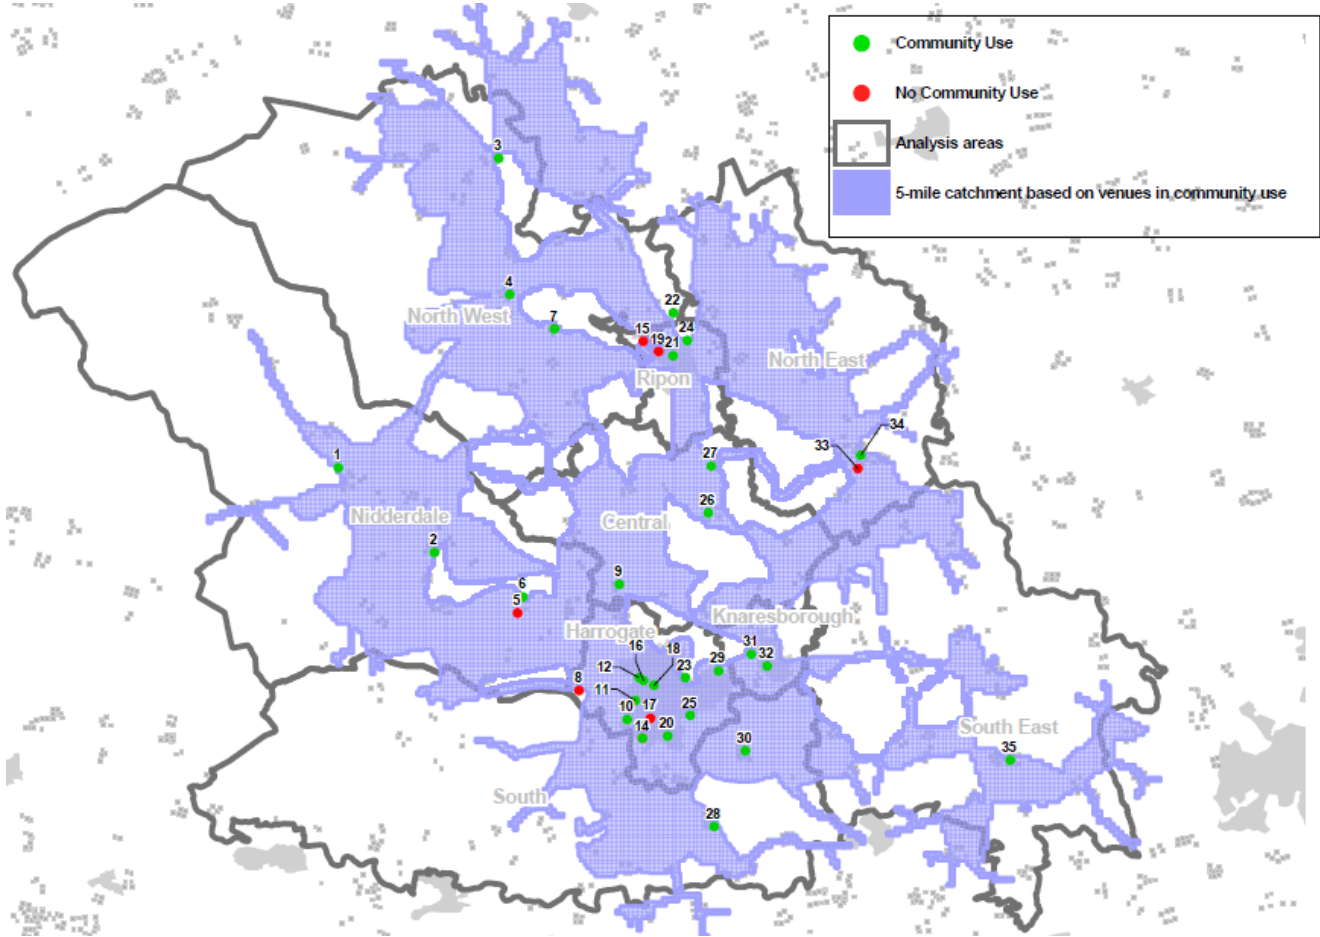 Community Use
No Community Use
Analysis areas
5-mile catchment based on venues in community use
3
4
North West
7
22
15
19
21
24
Ripon
North East
34
33
1
27
Nidderdale
26
Central
2
9
6
5
Knaresborough
Harrogate
16
18
31
12
23
29
32
8
11
10
17
25
14
20
30
South East
35
South
28